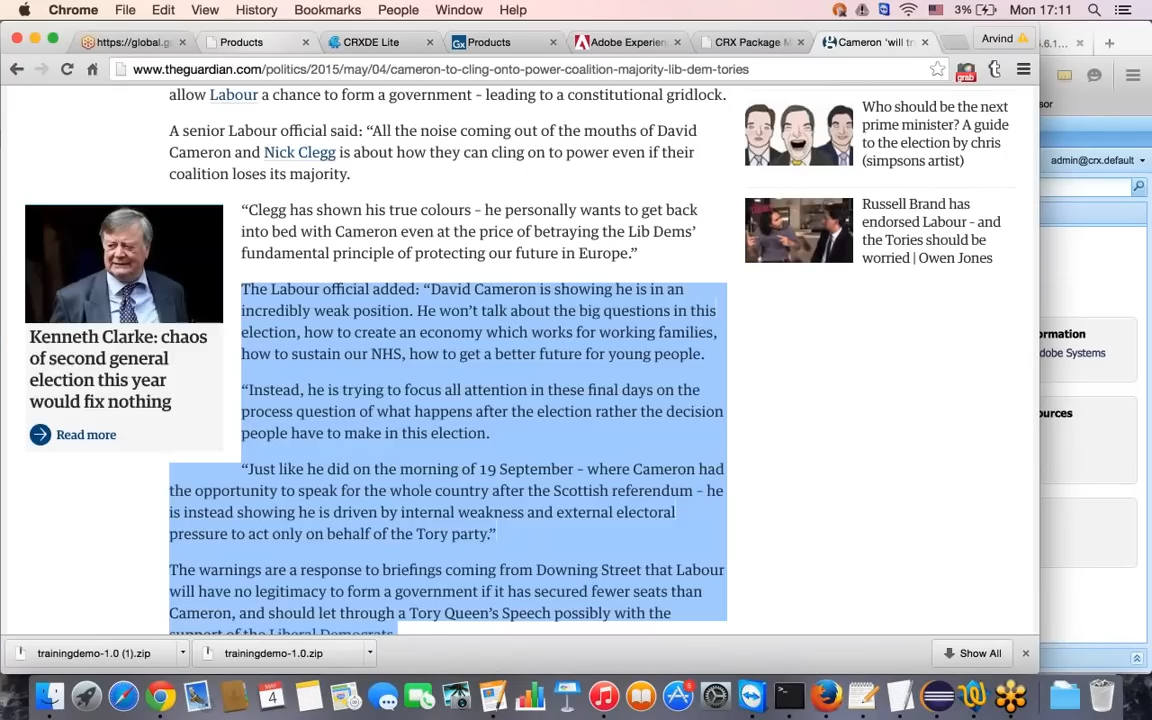 Chrome File Edit View History Bookmarks People Window Help 3% Mon 17:11
https://global.g Products CRXDE Lite Products Adobe Experien CRX Package M Cameron 'will tr Arvind .6.1...
www.theguardian.com/politics/2015/may/04/cameron-to-cling-onto-power-coalition-majority-lib-dem-tories
grab
sor
admin@crx.default
allow Labour a chance to form a government – leading to a constitutional gridlock.
A senior Labour official said: “All the noise coming out of the mouths of David
Cameron and Nick Clegg is about how they can cling on to power even if their
coalition loses its majority.
“Clegg has shown his true colours – he personally wants to get back
into bed with Cameron even at the price of betraying the Lib Dems’
fundamental principle of protecting our future in Europe.”
The Labour official added: “David Cameron is showing he is in an
incredibly weak position. He won’t talk about the big questions in this
election, how to create an economy which works for working families,
how to sustain our NHS, how to get a better future for young people.
“Instead, he is trying to focus all attention in these final days on the
process question of what happens after the election rather the decision
people have to make in this election.
“Just like he did on the morning of 19 September – where Cameron had
the opportunity to speak for the whole country after the Scottish referendum – he
is instead showing he is driven by internal weakness and external electoral
pressure to act only on behalf of the Tory party.”
The warnings are a response to briefings coming from Downing Street that Labour
will have no legitimacy to form a government if it has secured fewer seats than
Cameron, and should let through a Tory Queen’s Speech possibly with the
support of the Liberal Democrats.
Kenneth Clarke: chaos
of second general
election this year
would fix nothing
Read more
Who should be the next
prime minister? A guide
to the election by chris
(simpsons artist)
Russell Brand has
endorsed Labour – and
the Tories should be
worried | Owen Jones
ormation
dobe Systems
ources
trainingdemo-1.0 (1).zip
trainingdemo-1.0.zip
Show All
MAY
4